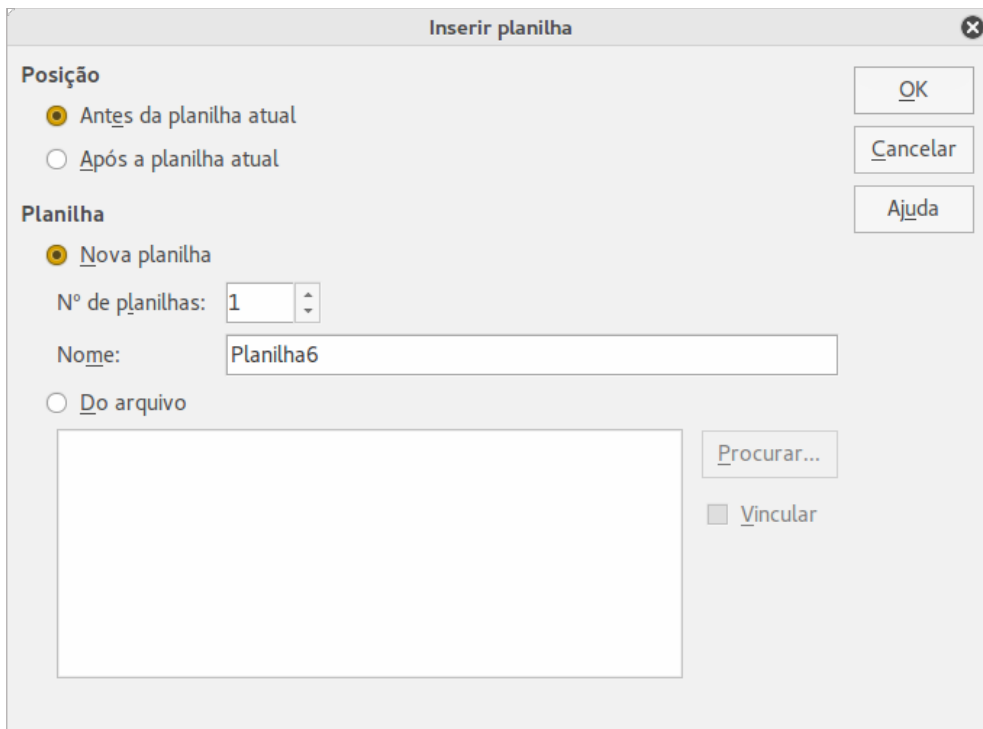 Inserir planilha
Posição
OK
Antes da planilha atual
Após a planilha atual
Cancelar
Planilha
Ajuda
Nova planilha
Nº de planilhas: 1
Nome: Planilha6
Do arquivo
Procurar...
Vincular